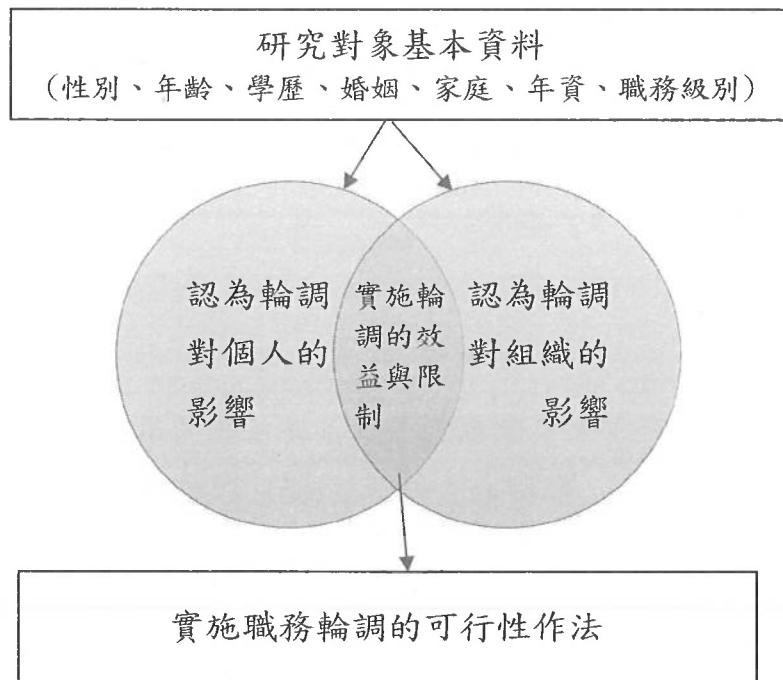 研究對象基本資料
(性別、年齡、學歷、婚姻、家庭、年資、職務級別)
認為輪調
對個人的
影響
實施輪
調的效
益與限
制
認為輪調
對組織的
影響
實施職務輪調的可行性作法